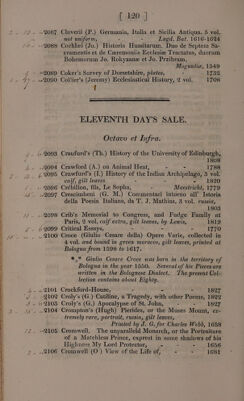 [ 120 ]
2087 Cluverii (P.) Germania, Italia et Sicilia Antiqua, 5 vol.
not uniform, Lugd. Bat. 1616-1624
2088 Cochlæi (Jo.) Historia Hussitarum. Duo de Septem Sa-
cramentis et de Cæremoniis Ecclesiæ Tractatus, duorum
Bohemorum Jo. Rokyzanæ et Jo. Przibram,
Moguntiæ, 1549
2089 Coker's Survey of Dorsetshire, plates, 1732
2090 Collier's (Jeremy) Ecclesiastical History, 2 vol. 1708
ELEVENTH DAY'S SALE.
Octavo et Infra.
2093 Craufurd's (Th.) History of the University of Edinburgh,
1808
2094 Crawford (A.) Animal Heat, 1788
2095 Crawfurd's (I.) History of the Indian Archipelago, 3 vol.
calf, gilt leaves 1820
2096 Crébillon, fils, Le Sopha, Maestricht, 1779
2097 Crescimbeni (G. M.) Commentari intorno all' Istoria
della Poesia Italiana, da T. J. Mathias, 3 vol. russia,
1803
2098 Crib's Memorial to Congress, and Fudge Family at
Paris, 2 vol. calf extra, gilt leaves, by Lewis, 1819
2099 Critical Essays, 1770
2100 Croce (Giulio Cesare della) Opere Varie, collected in
4 vol. and bound in green morocco, gilt leaves, printed at
Bologna from 1598 to 1617.
*** Giulio Cesare Croce was born in the territory of
Bologna in the year 1550. Several of his Pieces are
written in the Bolognese Dialect. The present Col-
lection contains about Eighty.
2101 Crockford-House, 1827
2102 Croly's (G.) Catiline, a Tragedy, with other Poems, 1822
2103 Croly's (G.) Apocalypse of St. John, 1827
2104 Crompton's (Hugh) Pierides, or the Muses Mount, ex-
tremely rare, portrait, russia, gilt leaves,
Printed by J. G. for Charles Webb, 1658
2105 Cromwell. The unparalleld Monarch, or the Portraiture
of a Matchless Prince, exprest in some shadows of his
Highness My Lord Protector, 1656
2106 Cromwell (O) View of the Life of, 1681